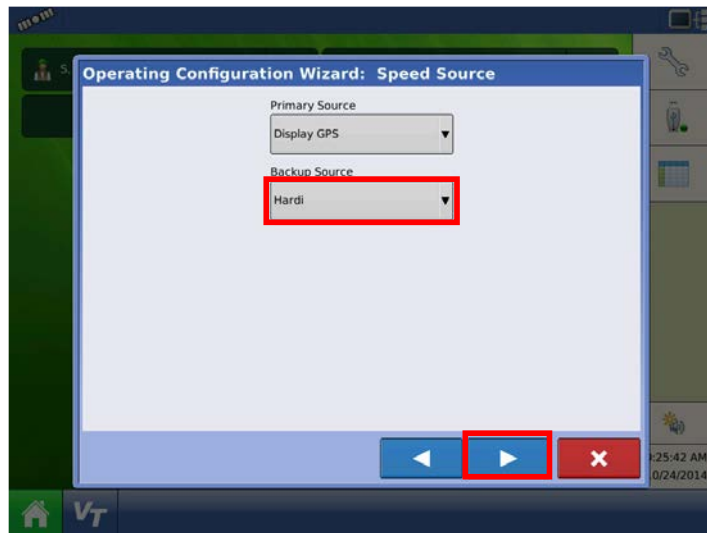 S
Operating Configuration Wizard: Speed Source
Primary Source
Display GPS
Backup Source
Hardi
:25:42 AM
0/24/2014
VT